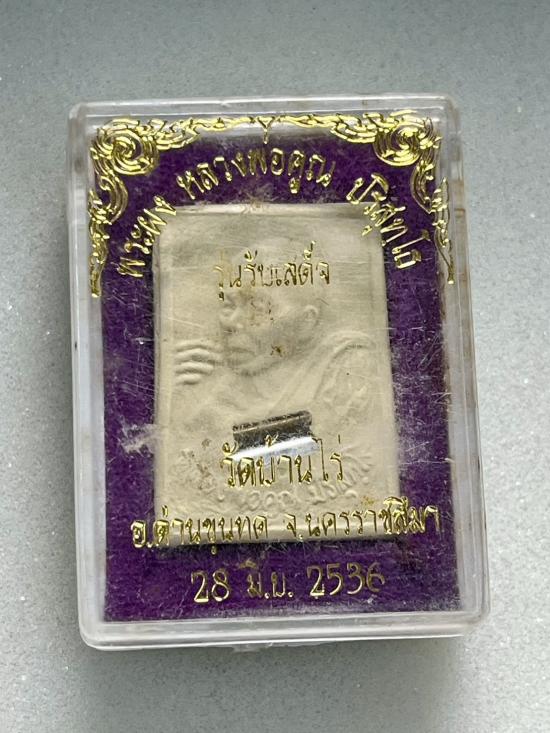 พระผง หลวงพ่อคูณ ปริสุทโธ
รุ่นรับเสด็จ
วัดบ้านไร่
อ.ด่านขุนทด จ.นครราชสีมา
28 มิ.ย. 2536